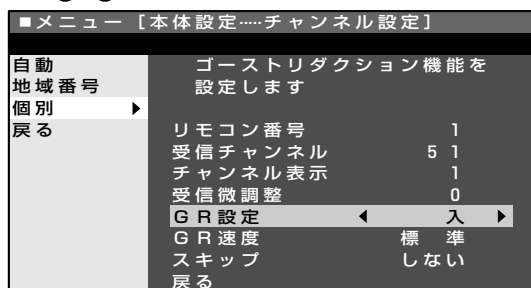 ■メニュー [本体設定……チャンネル設定]
自動
地域番号
個別 ▶
戻る
ゴーストリダクション機能を
設定します
リモコン番号 1
受信チャンネル 51
チャンネル表示 1
受信微調整 0
GR設定 ◀ 入 ▶
GR速度 標準
スキップ しない
戻る